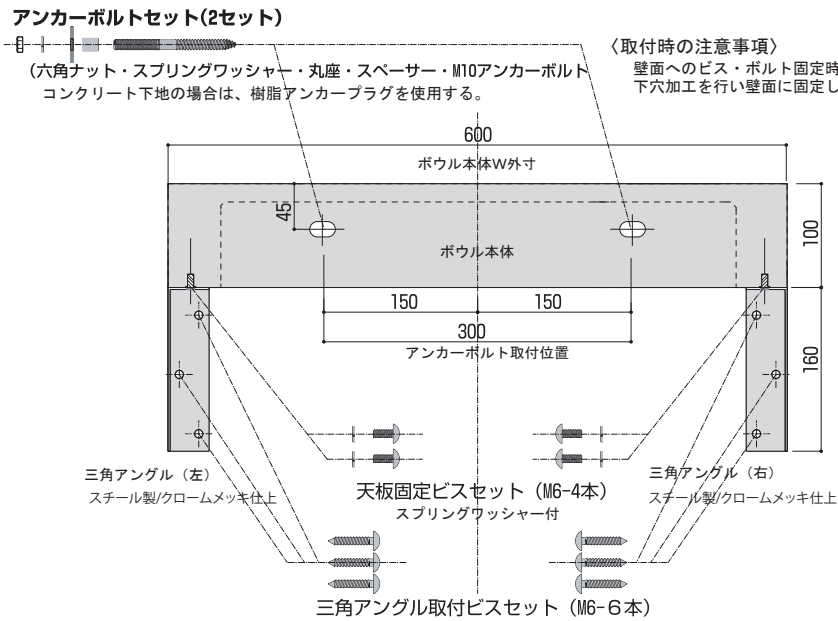 アンカーボルトセット(2セット)
(六角ナット・スプリングワッシャー・丸座・スペーサー・M10アンカーボルト
コンクリート下地の場合は、樹脂アンカープラグを使用する。
〈取付時の注意事項〉
壁面へのビス・ボルト固定時
下穴加工を行い壁面に固定し
600
ボウル本体W外寸
45
100
ボウル本体
150
150
300
アンカーボルト取付位置
160
三角アングル（左）
スチール製/クロームメッキ仕上
三角アングル（右）
スチール製/クロームメッキ仕上
天板固定ビスセット（M6-4本）
スプリングワッシャー付
三角アングル取付ビスセット（M6-６本）